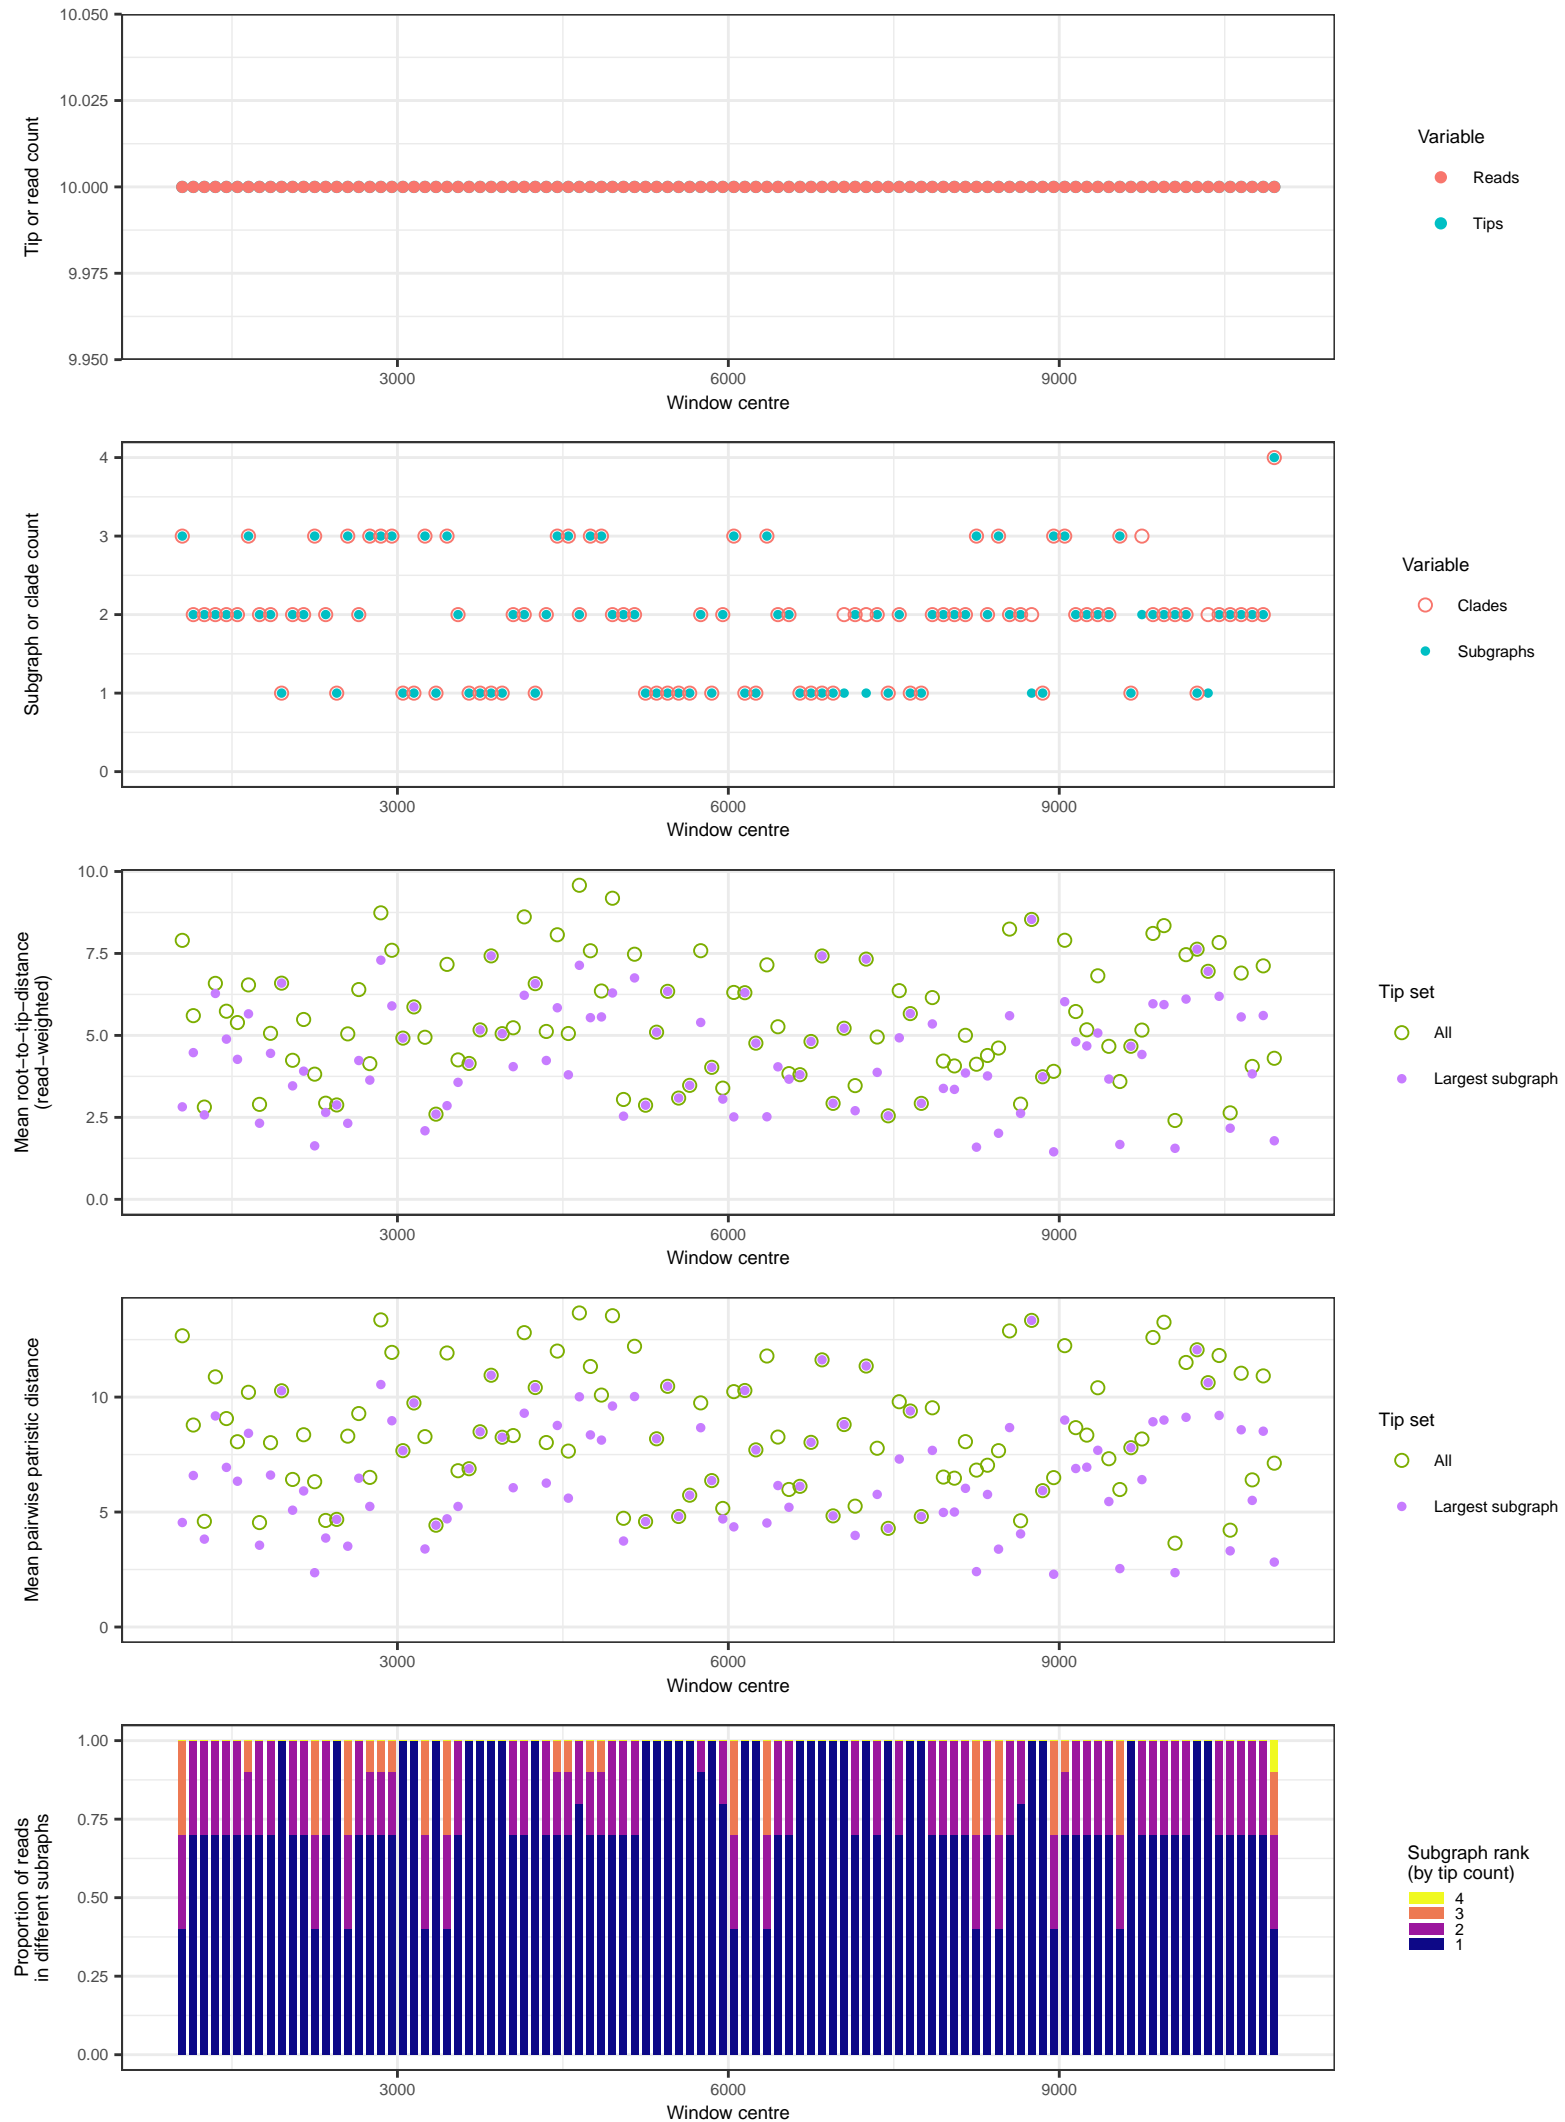 10.050
10.025
10.000
9.975
9.950
Tip or read count
3000
6000
9000
Window centre
Variable
Reads
Tips
4
3
2
1
0
Subgraph or clade count
3000
6000
9000
Window centre
Variable
Clades
Subgraphs
10.0
7.5
5.0
2.5
0.0
Mean root−to−tip−distance
(read−weighted)
3000
6000
9000
Window centre
Tip set
All
Largest subgraph
10
5
0
Mean pairwise patristic distance
3000
6000
9000
Window centre
Tip set
All
Largest subgraph
1.00
0.75
0.50
0.25
0.00
Proportion of reads
in different subraphs
3000
6000
9000
Window centre
Subgraph rank
(by tip count)
4
3
2
1